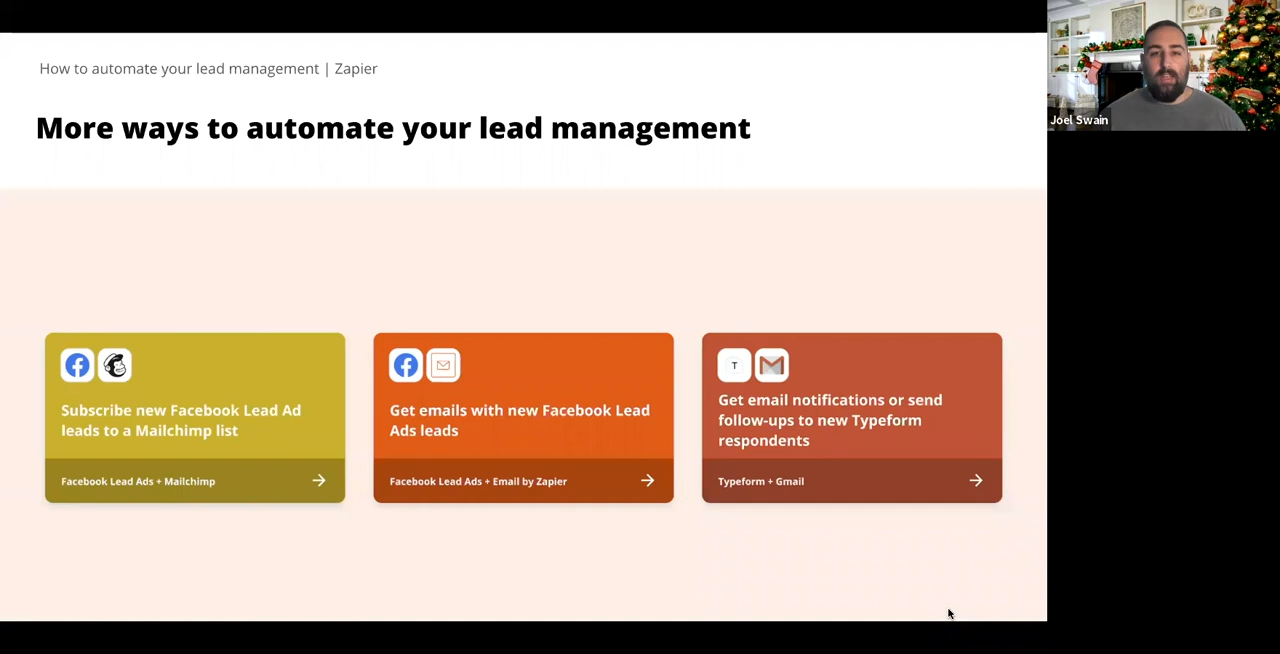 How to automate your lead management | Zapier
More ways to automate your lead management
Joel Swain
Subscribe new Facebook Lead Ad
leads to a Mailchimp list
Facebook Lead Ads + Mailchimp
Get emails with new Facebook Lead
Ads leads
Facebook Lead Ads + Email by Zapier
T
Get email notifications or send
follow-ups to new Typeform
respondents
Typeform + Gmail